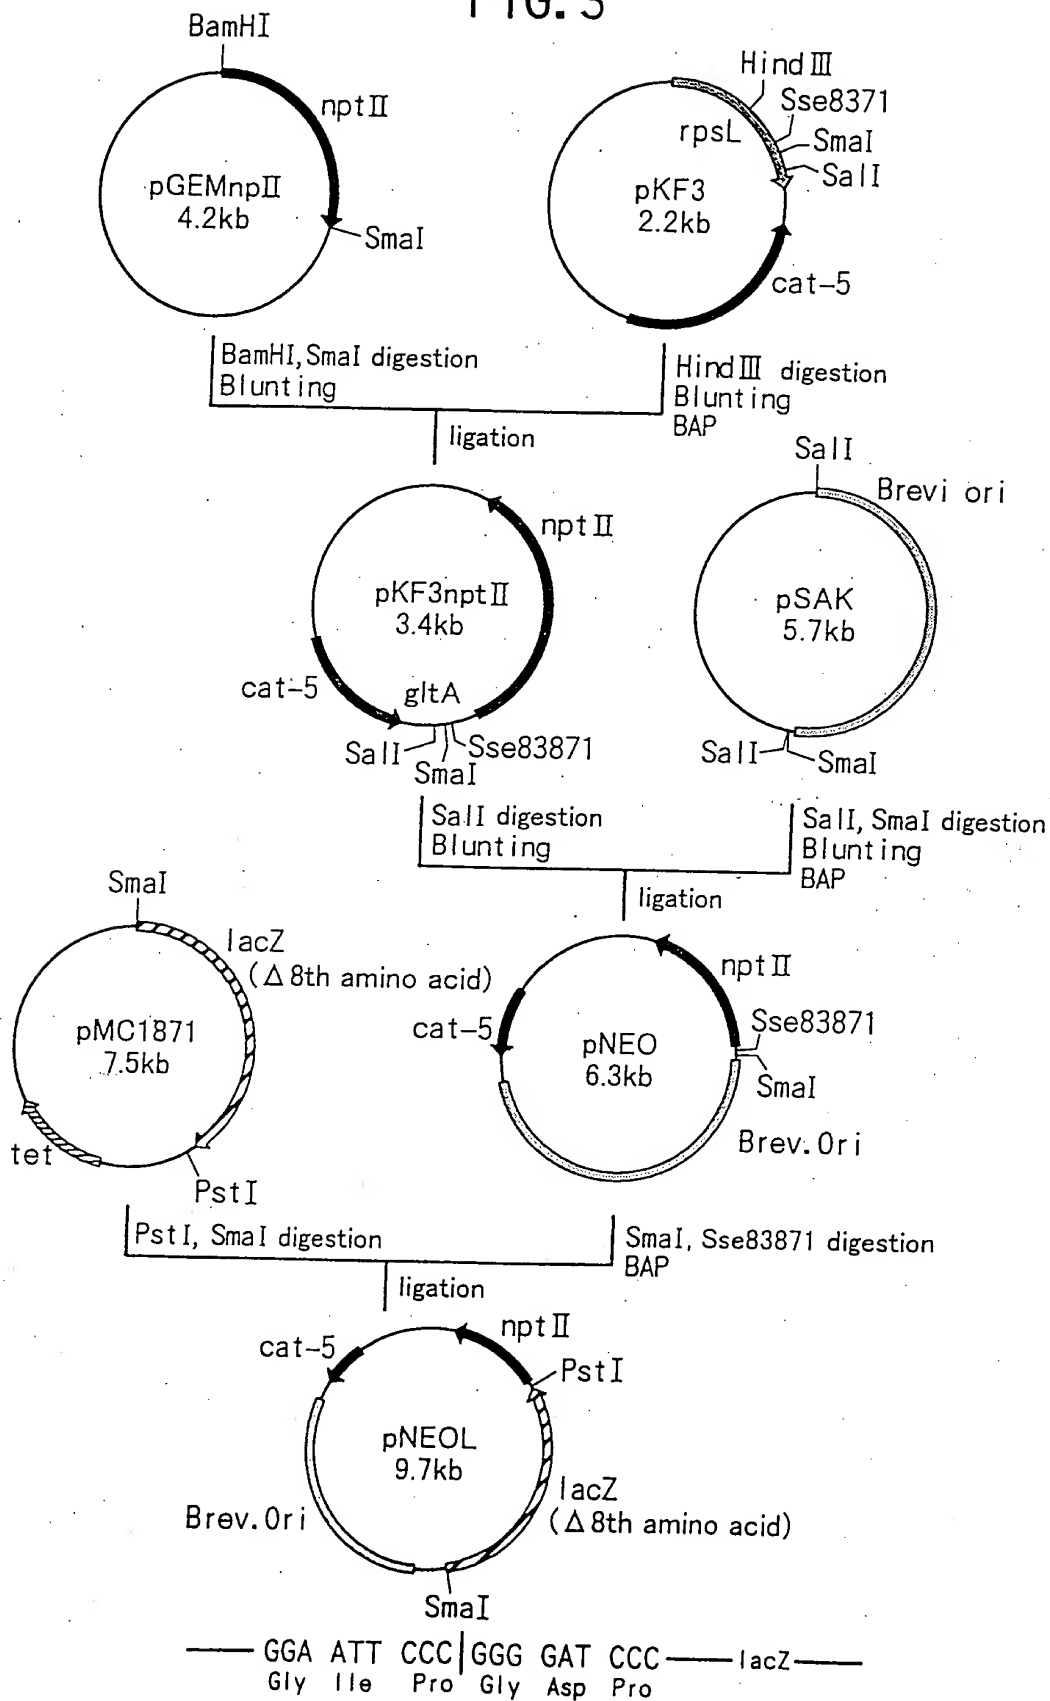 FIG. 3
BamHI
nptII
pGEMnpII
4.2kb
SmaI
HindIII
Sse8371
SmaI
SalI
rpsL
pKF3
2.2kb
cat-5
BamHI, SmaI digestion
Blunting
HindIII digestion
Blunting
BAP
ligation
nptII
pKF3nptII
3.4kb
cat-5
gltA
SalI
SmaI
Sse83871
SalI
Brevi ori
pSAK
5.7kb
SalI
SmaI
SalI digestion
Blunting
SalI, SmaI digestion
Blunting
BAP
ligation
SmaI
lacZ
(Δ8th amino acid)
pMC1871
7.5kb
tet
PstI
nptII
cat-5
pNEO
6.3kb
Sse83871
SmaI
Brev.Ori
PstI, SmaI digestion
SmaI, Sse83871 digestion
BAP
ligation
cat-5
nptII
PstI
pNEOL
9.7kb
lacZ
(Δ8th amino acid)
Brev.Ori
SmaI
GGA ATT CCC|GGG GAT CCC lacZ
Gly Ile Pro Gly Asp Pro